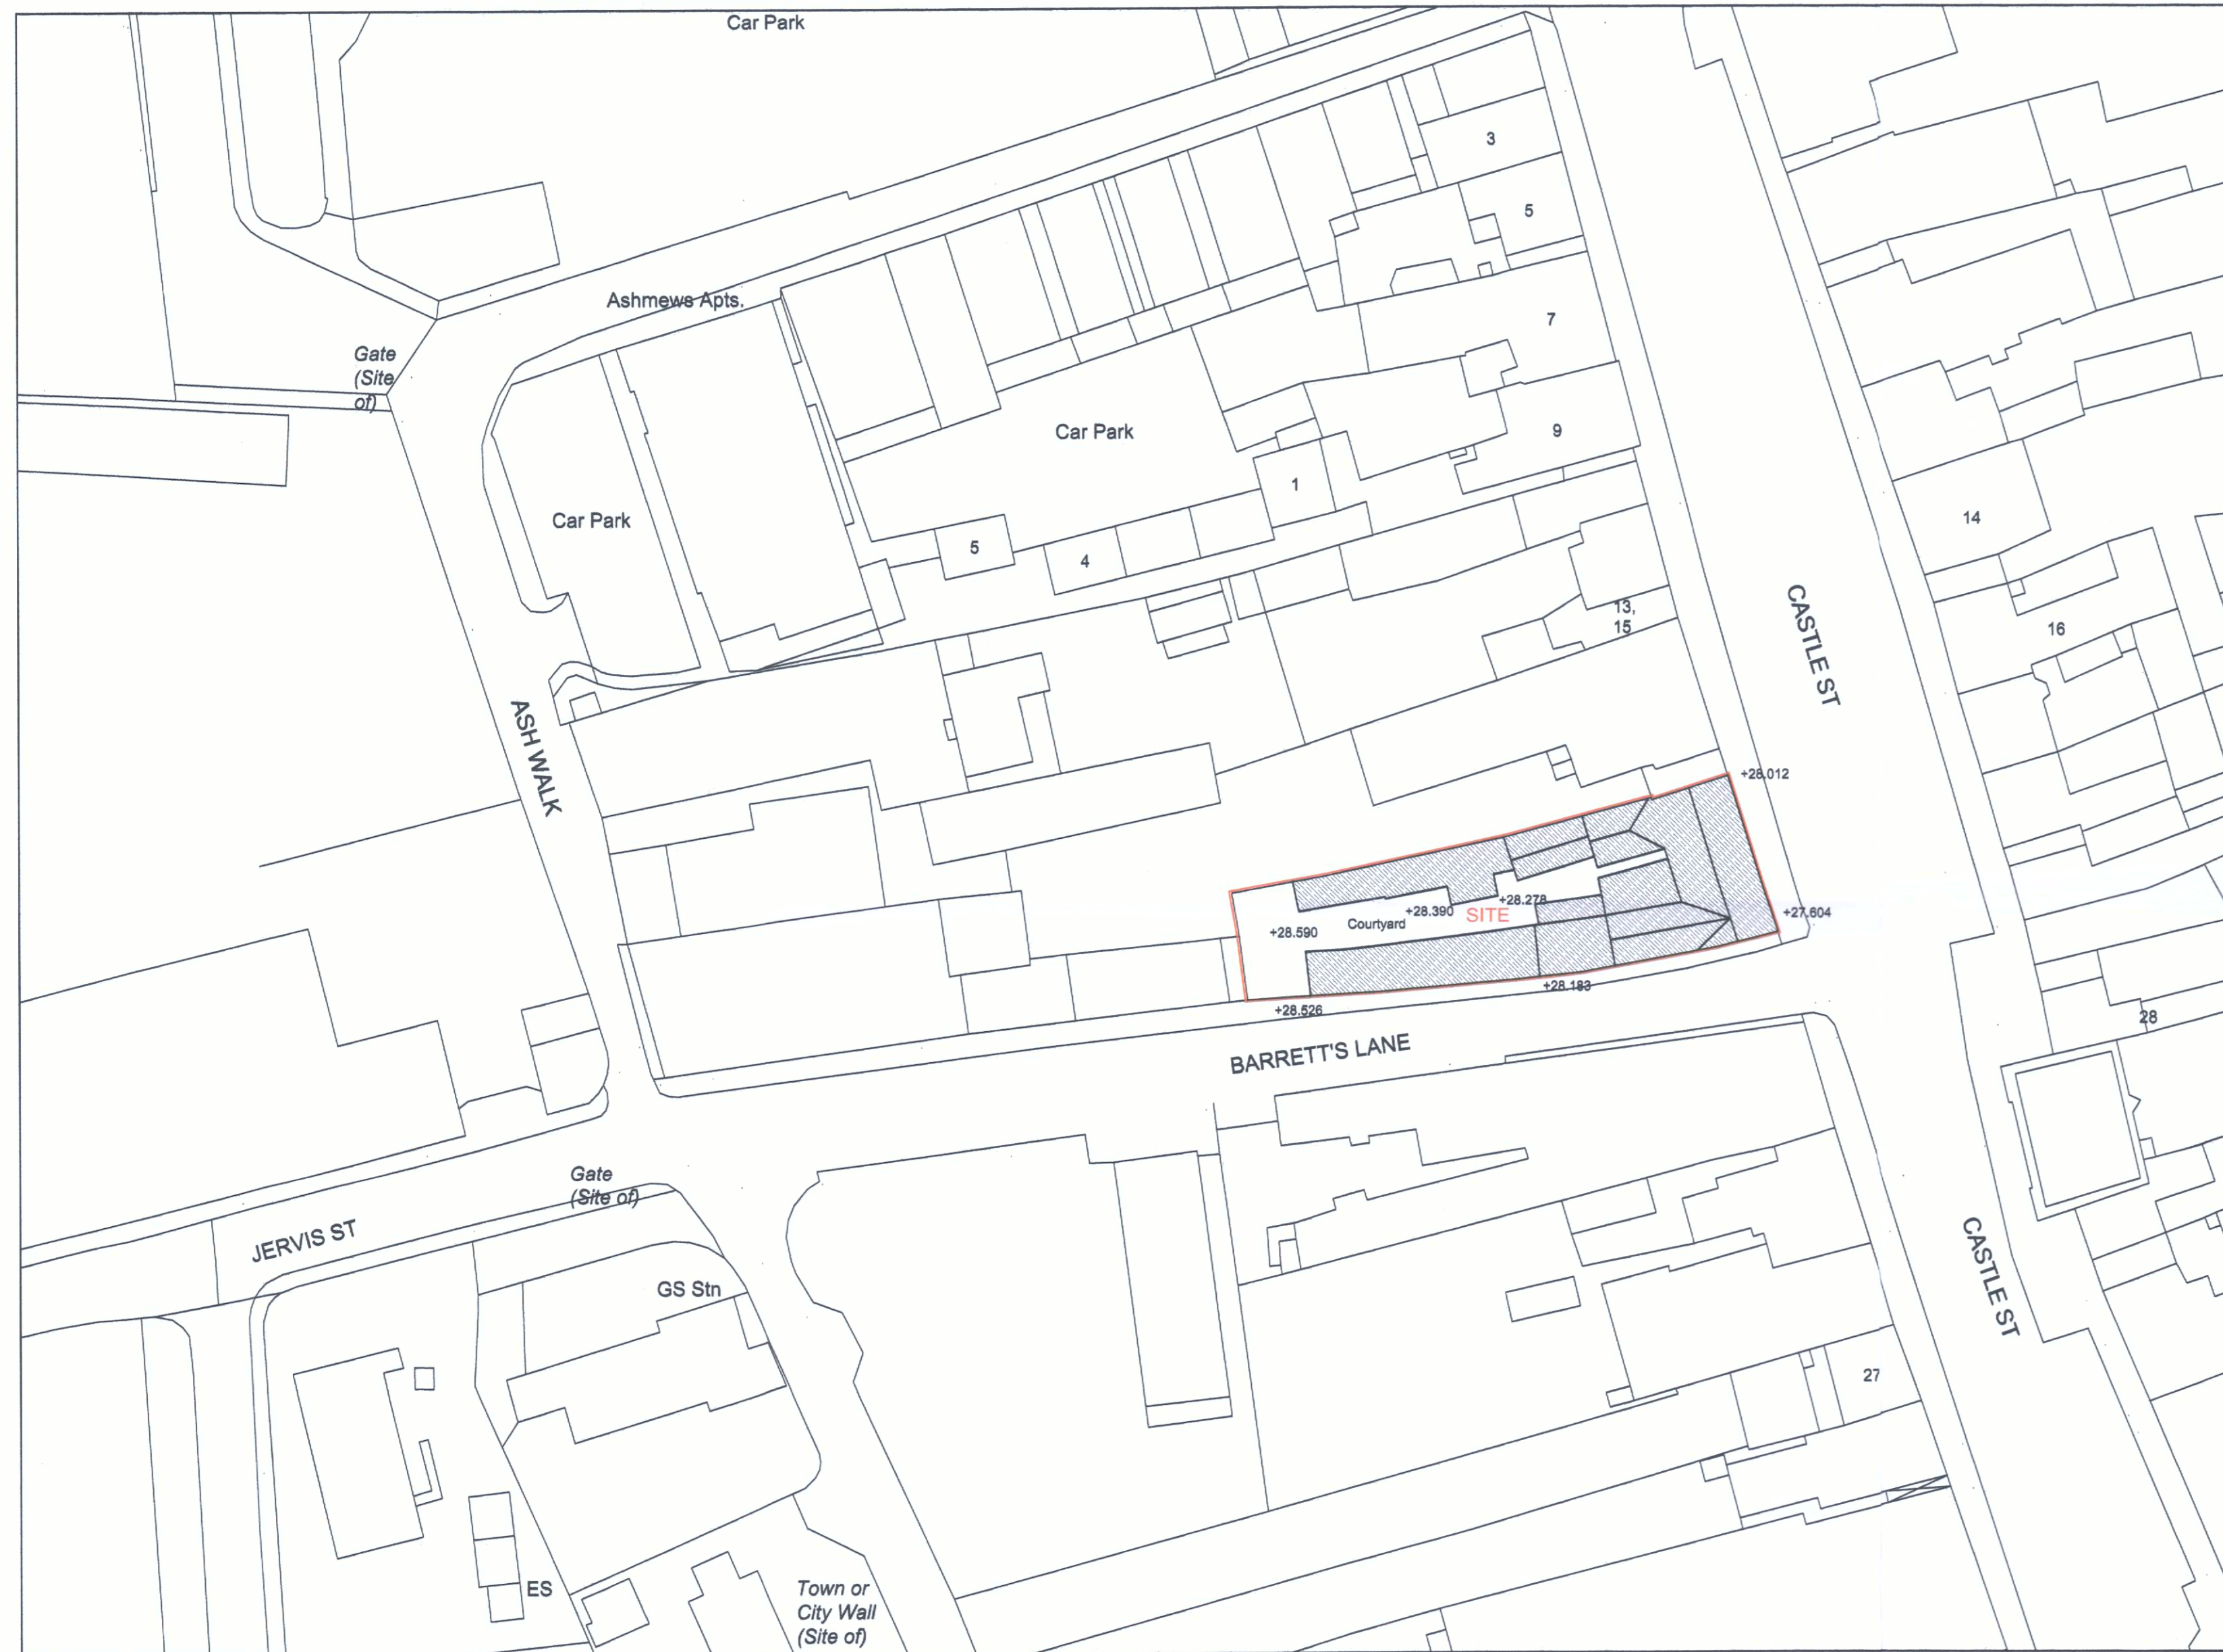 Car Park
3
5
Ashmews Apts.
7
Gate
(Site
of)
Car Park
9
1
14
Car Park
5
4
13,
15
CASTLE ST
16
ASH WALK
+28.012
+28.278
+28.390
SITE
+27.604
Courtyard
+28.590
+28.183
+28.526
28
BARRETT'S LANE
Gate
(Site of)
JERVIS ST
CASTLE ST
GS Stn
27
ES
Town or
City Wall
(Site of)